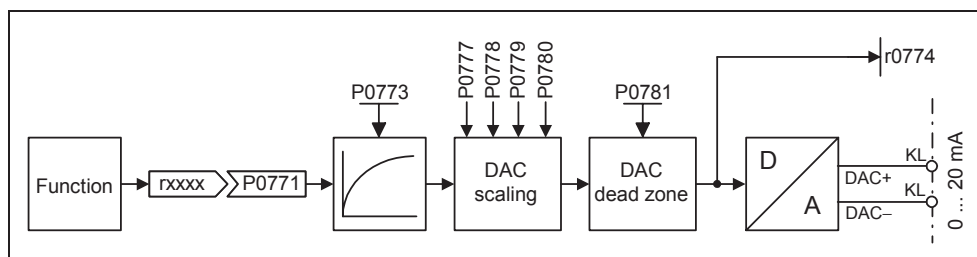 r0774
P0777
P0778
P0779
P0780
P0773
P0781
Function
rxxxx
P0771
DAC
scaling
DAC
dead zone
D
A
KL
DAC+
KL
DAC−
0 ... 20 mA